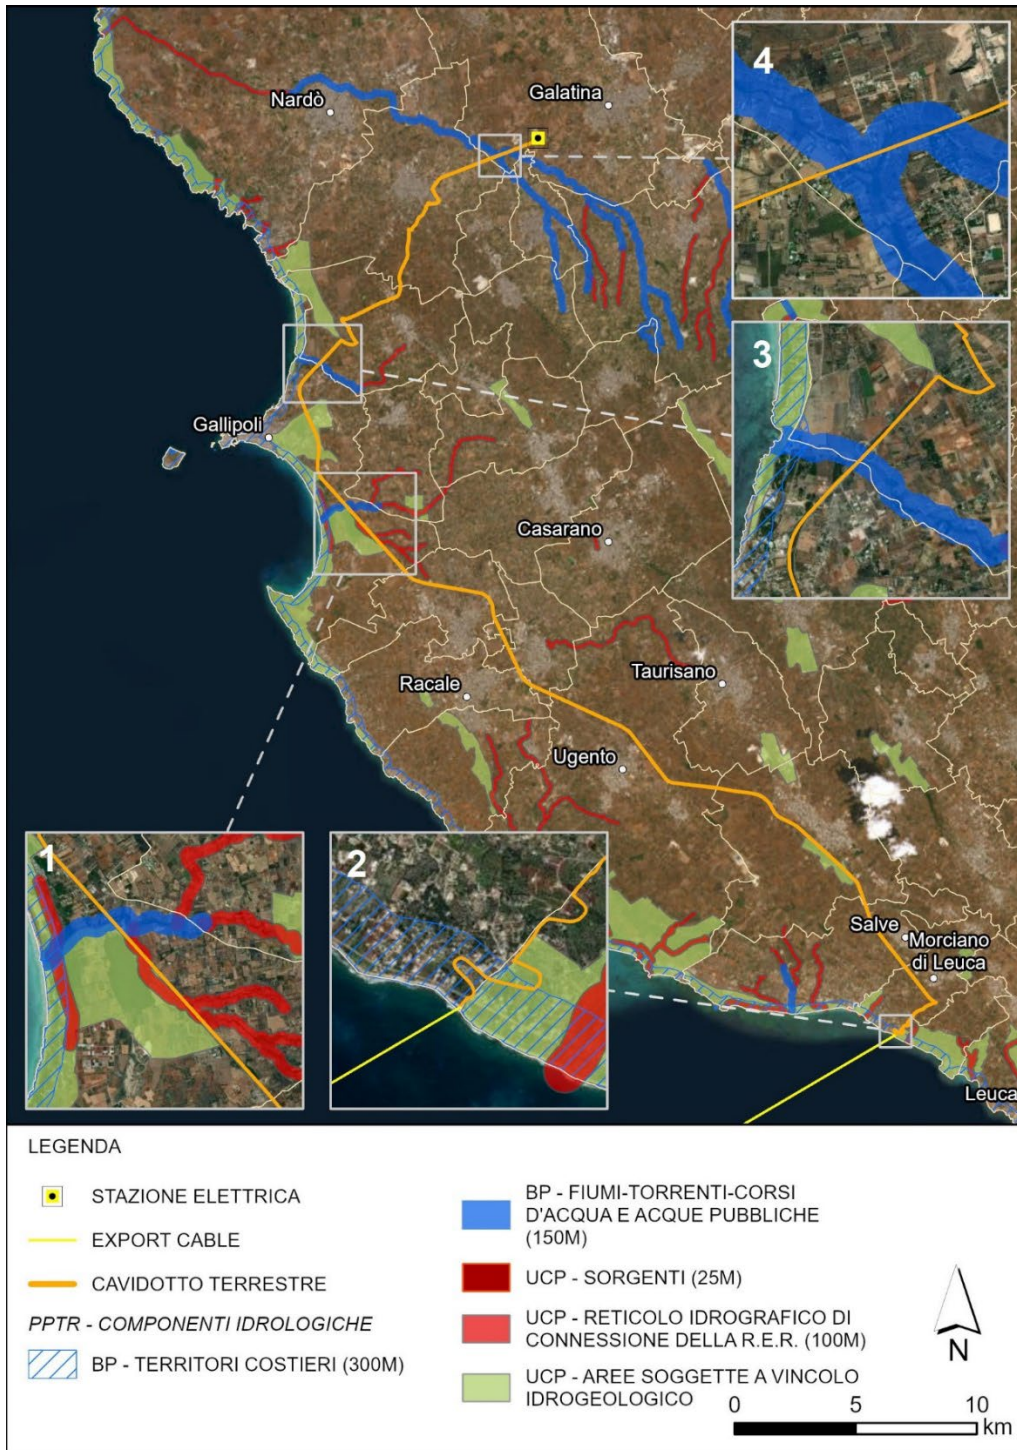 4
Nardò
Galatina
3
Gallipoli
Casarano
Taurisano
Racale
Ugento
1
2
Salve
Morciano
di Leuca
Leuca
LEGENDA
STAZIONE ELETTRICA
EXPORT CABLE
CAVIDOTTO TERRESTRE
PPTR - COMPONENTI IDROLOGICHE
BP - TERRITORI COSTIERI (300M)
BP - FIUMI-TORRENTI-CORSI
D'ACQUA E ACQUE PUBBLICHE
(150M)
UCP - SORGENTI (25M)
UCP - RETICOLO IDROGRAFICO DI
CONNESSIONE DELLA R.E.R. (100M)
UCP - AREE SOGGETTE A VINCOLO
IDROGEOLOGICO
N
0 5 10
km